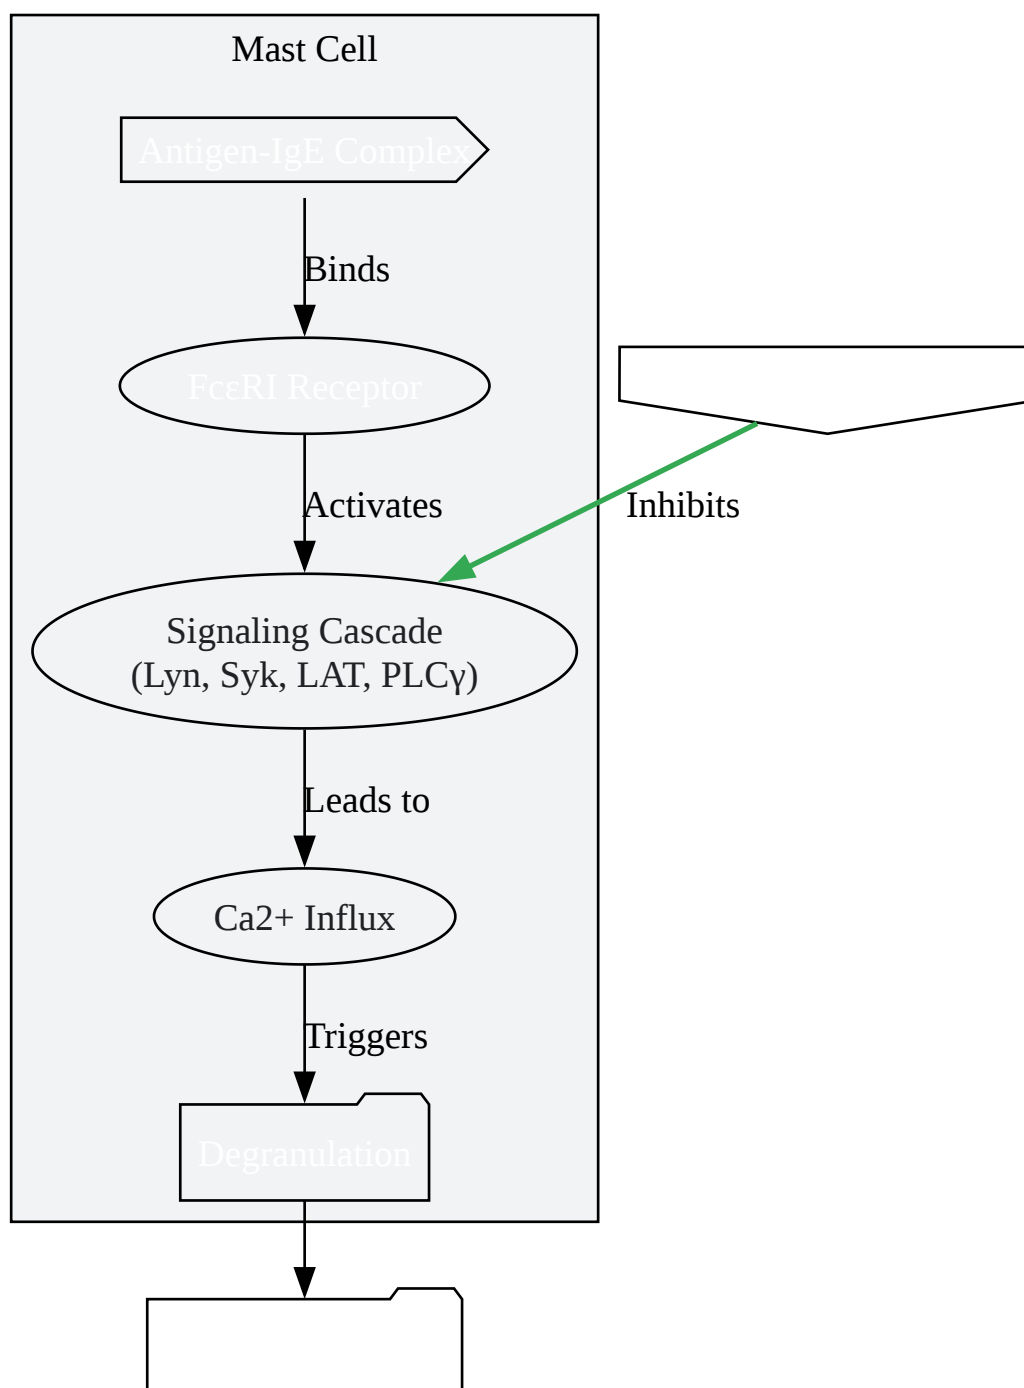 Mast Cell
Antigen-IgE Complex
Binds
FcεRI Receptor
Activates
Inhibits
Signaling Cascade
(Lyn, Syk, LAT, PLCγ)
Leads to
Ca2+ Influx
Triggers
Degranulation